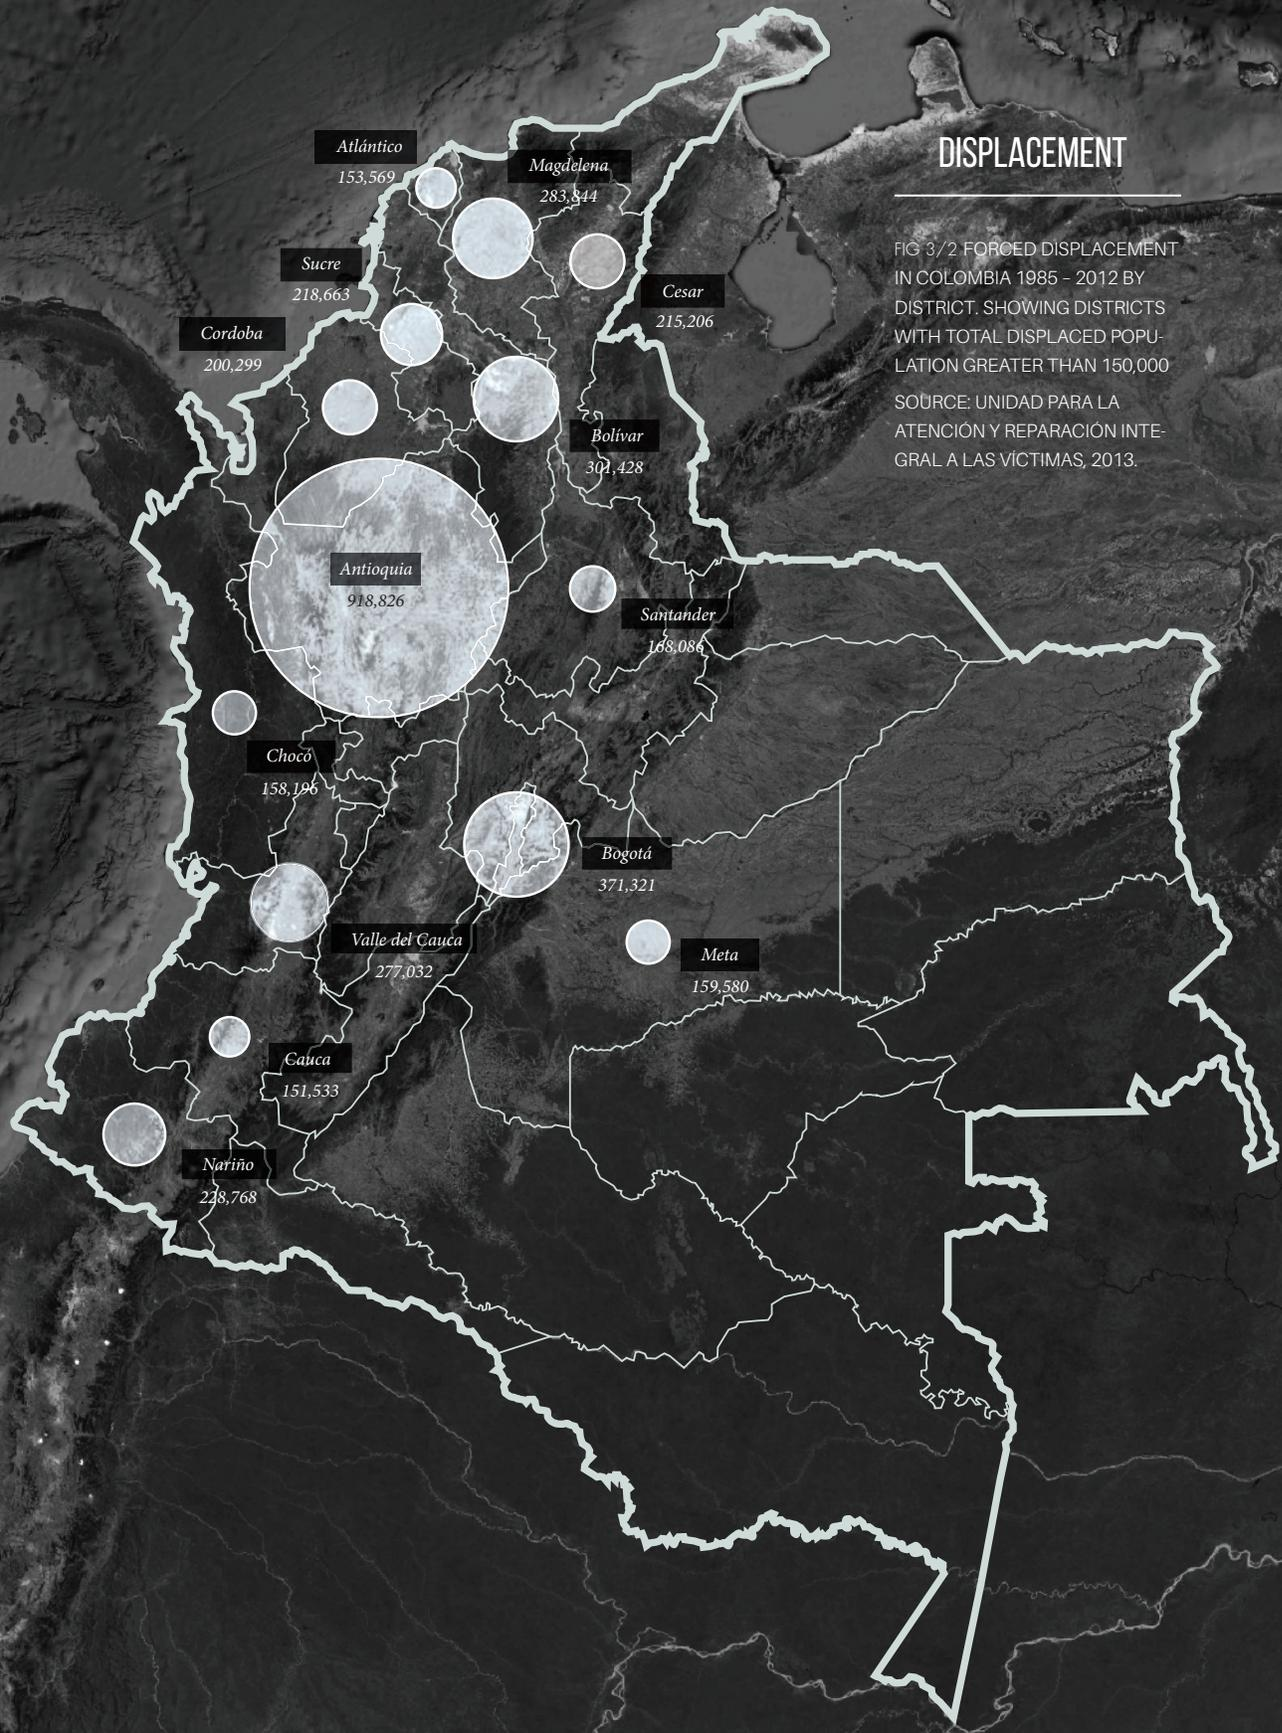 DISPLACEMENT
FIG 3/2 FORCED DISPLACEMENT
IN COLOMBIA 1985 – 2012 BY
DISTRICT. SHOWING DISTRICTS
WITH TOTAL DISPLACED POPU-
LATION GREATER THAN 150,000
SOURCE: UNIDAD PARA LA
ATENCIÓN Y REPARACIÓN INTE-
GRAL A LAS VÍCTIMAS, 2013.
Atlántico
153,569
Magdelena
283,844
Sucre
218,663
Cesar
215,206
Cordoba
200,299
Bolívar
301,428
Antioquia
918,826
Santander
168,086
Chocó
158,196
Bogotá
371,321
Valle del Cauca
277,032
Meta
159,580
Cauca
151,533
Nariño
228,768